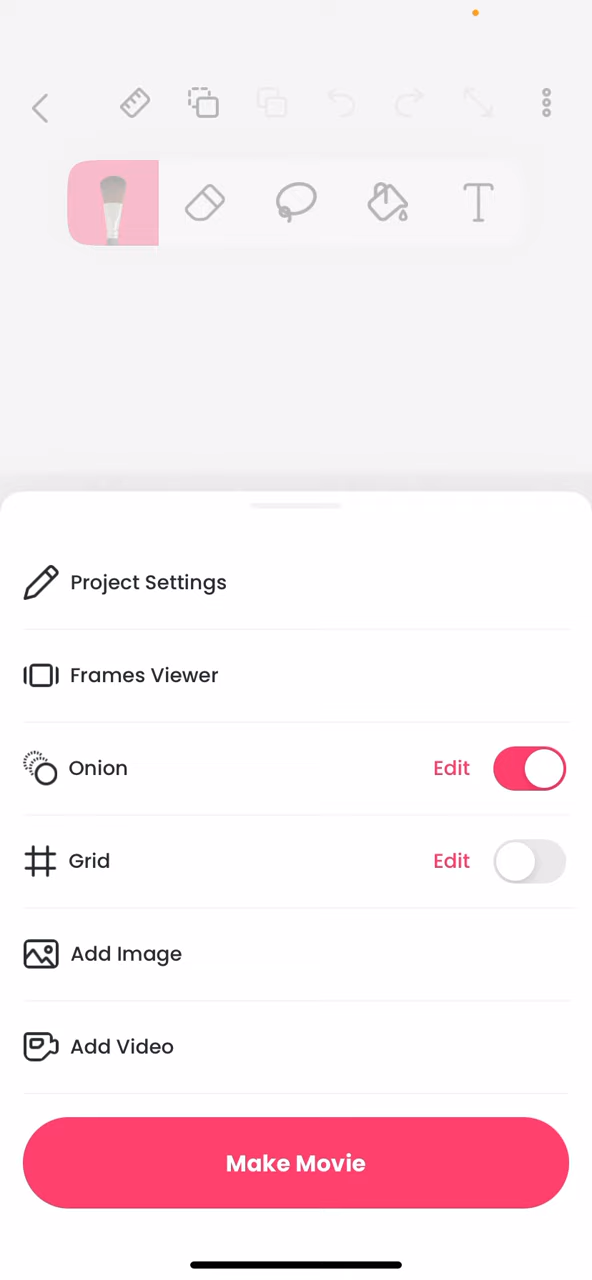 Project Settings
Frames Viewer
Onion Edit
Grid Edit
Add Image
Add Video
Make Movie